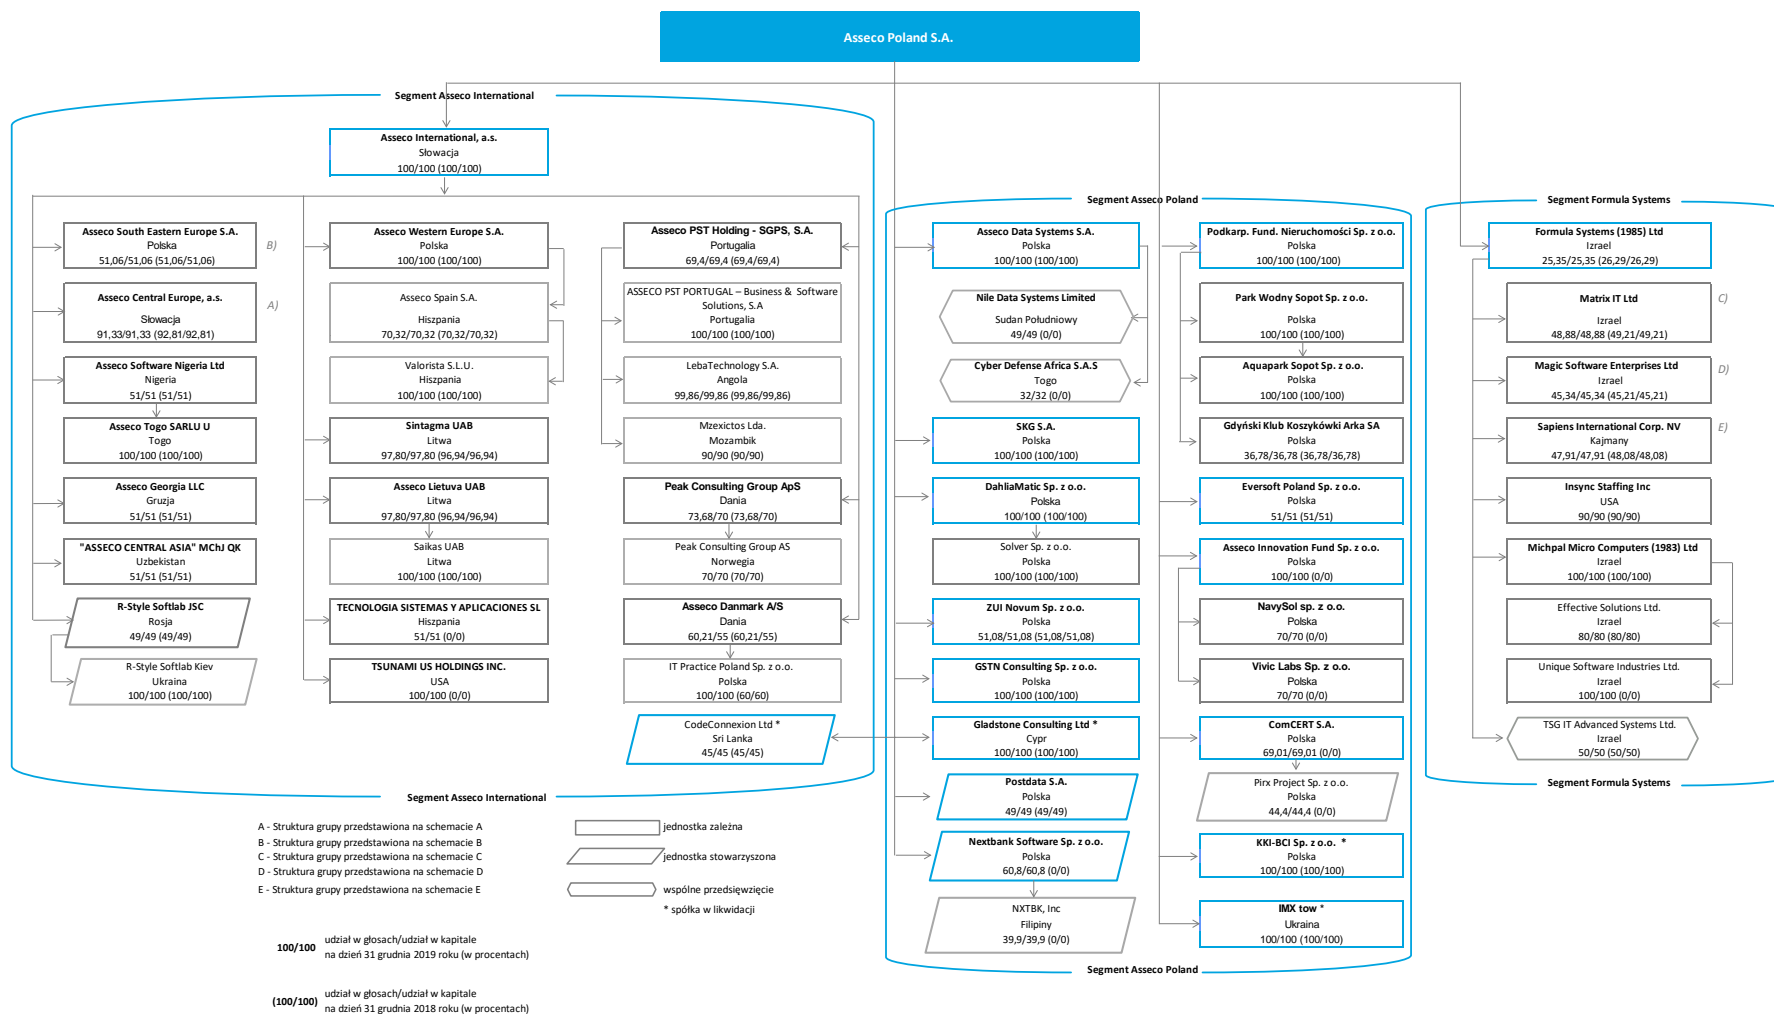 Asseco Poland S.A.
Segment Asseco International
Asseco International, a.s.
Słowacja
100/100 (100/100)
Asseco South Eastern Europe S.A.
Polska
51,06/51,06 (51,06/51,06)
B)
Asseco Central Europe, a.s.
Słowacja
91,33/91,33 (92,81/92,81)
A)
Asseco Software Nigeria Ltd
Nigeria
51/51 (51/51)
Asseco Togo SARLU U
Togo
100/100 (100/100)
Asseco Georgia LLC
Gruzja
51/51 (51/51)
"ASSECO CENTRAL ASIA" MChJ QK
Uzbekistan
51/51 (51/51)
R-Style Softlab JSC
Rosja
49/49 (49/49)
R-Style Softlab Kiev
Ukraina
100/100 (100/100)
Asseco Western Europe S.A.
Polska
100/100 (100/100)
Asseco Spain S.A.
Hiszpania
70,32/70,32 (70,32/70,32)
Valorista S.L.U.
Hiszpania
100/100 (100/100)
Sintagma UAB
Litwa
97,80/97,80 (96,94/96,94)
Asseco Lietuva UAB
Litwa
97,80/97,80 (96,94/96,94)
Saikas UAB
Litwa
100/100 (100/100)
TECNOLOGIA SISTEMAS Y APLICACIONES SL
Hiszpania
51/51 (0/0)
TSUNAMI US HOLDINGS INC.
USA
100/100 (0/0)
Asseco PST Holding - SGPS, S.A.
Portugalia
69,4/69,4 (69,4/69,4)
ASSECO PST PORTUGAL – Business & Software
Solutions, S.A
Portugalia
100/100 (100/100)
LebaTechnology S.A.
Angola
99,86/99,86 (99,86/99,86)
Mzexictos Lda.
Mozambik
90/90 (90/90)
Peak Consulting Group ApS
Dania
73,68/70 (73,68/70)
Peak Consulting Group AS
Norwegia
70/70 (70/70)
Asseco Danmark A/S
Dania
60,21/55 (60,21/55)
IT Practice Poland Sp. z o.o.
Polska
100/100 (60/60)
CodeConnexion Ltd *
Sri Lanka
45/45 (45/45)
Segment Asseco International
Segment Asseco Poland
Asseco Data Systems S.A.
Polska
100/100 (100/100)
Nile Data Systems Limited
Sudan Południowy
49/49 (0/0)
Cyber Defense Africa S.A.S
Togo
32/32 (0/0)
SKG S.A.
Polska
100/100 (100/100)
DahliaMatic Sp. z o.o.
Polska
100/100 (100/100)
Solver Sp. z o.o.
Polska
100/100 (100/100)
ZUI Novum Sp. z o.o.
Polska
51,08/51,08 (51,08/51,08)
GSTN Consulting Sp. z o.o.
Polska
100/100 (100/100)
Gladstone Consulting Ltd *
Cypr
100/100 (100/100)
Postdata S.A.
Polska
49/49 (49/49)
Nextbank Software Sp. z o.o.
Polska
60,8/60,8 (0/0)
NXTBK, Inc
Filipiny
39,9/39,9 (0/0)
Podkarp. Fund. Nieruchomości Sp. z o.o.
Polska
100/100 (100/100)
Park Wodny Sopot Sp. z o.o.
Polska
100/100 (100/100)
Aquapark Sopot Sp. z o.o.
Polska
100/100 (100/100)
Gdyński Klub Koszykówki Arka SA
Polska
36,78/36,78 (36,78/36,78)
Eversoft Poland Sp. z o.o.
Polska
51/51 (51/51)
Asseco Innovation Fund Sp. z o.o.
Polska
100/100 (0/0)
NavySol sp. z o.o.
Polska
70/70 (0/0)
Vivic Labs Sp. z o.o.
Polska
70/70 (0/0)
ComCERT S.A.
Polska
69,01/69,01 (0/0)
Pirx Project Sp. z o.o.
Polska
44,4/44,4 (0/0)
KKI-BCI Sp. z o.o. *
Polska
100/100 (100/100)
IMX tow *
Ukraina
100/100 (100/100)
Segment Asseco Poland
Segment Formula Systems
Formula Systems (1985) Ltd
Izrael
25,35/25,35 (26,29/26,29)
Matrix IT Ltd
Izrael
48,88/48,88 (49,21/49,21)
C)
Magic Software Enterprises Ltd
Izrael
45,34/45,34 (45,21/45,21)
D)
Sapiens International Corp. NV
Kajmany
47,91/47,91 (48,08/48,08)
E)
Insync Staffing Inc
USA
90/90 (90/90)
Michpal Micro Computers (1983) Ltd
Izrael
100/100 (100/100)
Effective Solutions Ltd.
Izrael
80/80 (80/80)
Unique Software Industries Ltd.
Izrael
100/100 (0/0)
TSG IT Advanced Systems Ltd.
Izrael
50/50 (50/50)
Segment Formula Systems
A - Struktura grupy przedstawiona na schemacie A
B - Struktura grupy przedstawiona na schemacie B
C - Struktura grupy przedstawiona na schemacie C
D - Struktura grupy przedstawiona na schemacie D
E - Struktura grupy przedstawiona na schemacie E
jednostka zależna
jednostka stowarzyszona
wspólne przedsięwzięcie
* spółka w likwidacji
100/100 udział w głosach/udział w kapitale
na dzień 31 grudnia 2019 roku (w procentach)
(100/100) udział w głosach/udział w kapitale
na dzień 31 grudnia 2018 roku (w procentach)